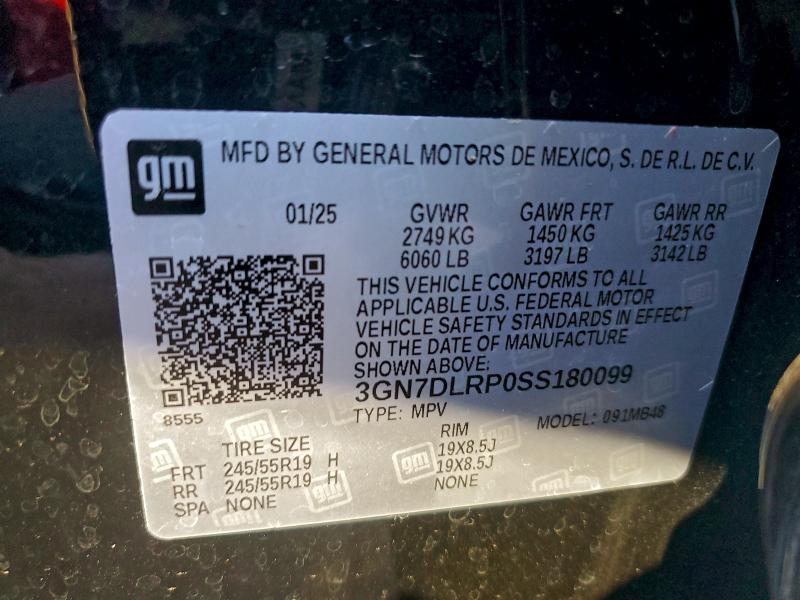 gm MFD BY GENERAL MOTORS DE MEXICO, S. DE R.L. DE C.V.
01/25 GVWR GAWR FRT GAWR RR
2749 KG 1450 KG 1425 KG
6060 LB 3197 LB 3142 LB
THIS VEHICLE CONFORMS TO ALL
APPLICABLE U.S. FEDERAL MOTOR
VEHICLE SAFETY STANDARDS IN EFFECT
ON THE DATE OF MANUFACTURE
SHOWN ABOVE.
3GN7DLRP0SS180099
8555 TYPE: MPV MODEL: 091MB48
TIRE SIZE RIM
FRT 245/55R19 H 19X8.5J
RR 245/55R19 H 19X8.5J
SPA NONE NONE